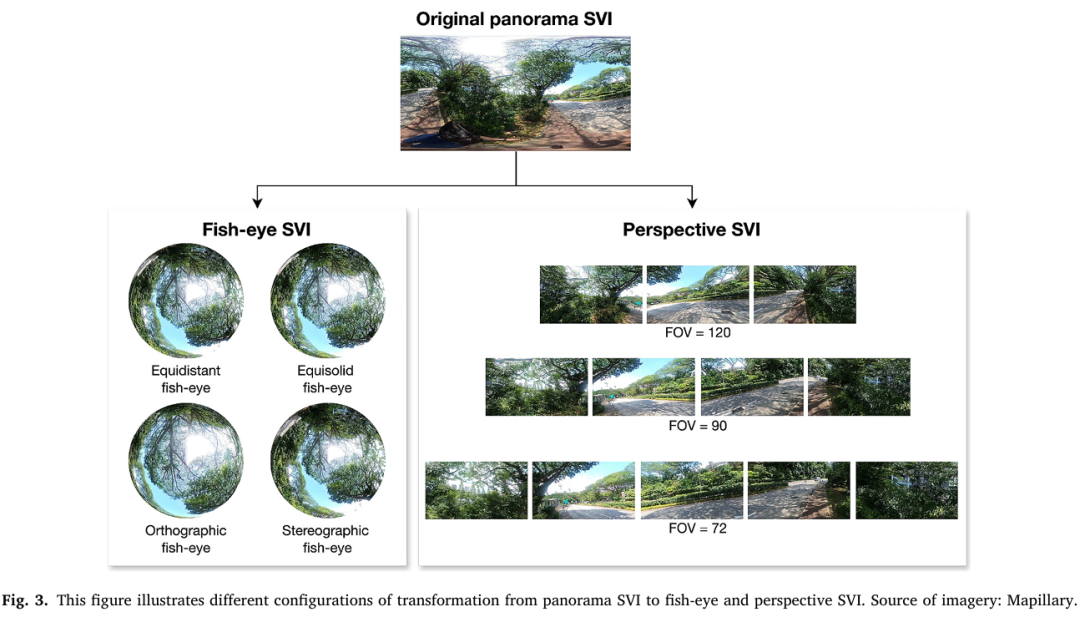 Original panorama SVI
Fish-eye SVI
Equidistant
fish-eye
Equisolid
fish-eye
Orthographic
fish-eye
Stereographic
fish-eye
Perspective SVI
FOV = 120
FOV = 90
FOV = 72
Fig. 3. This figure illustrates different configurations of transformation from panorama SVI to fish-eye and perspective SVI. Source of imagery: Mapillary.